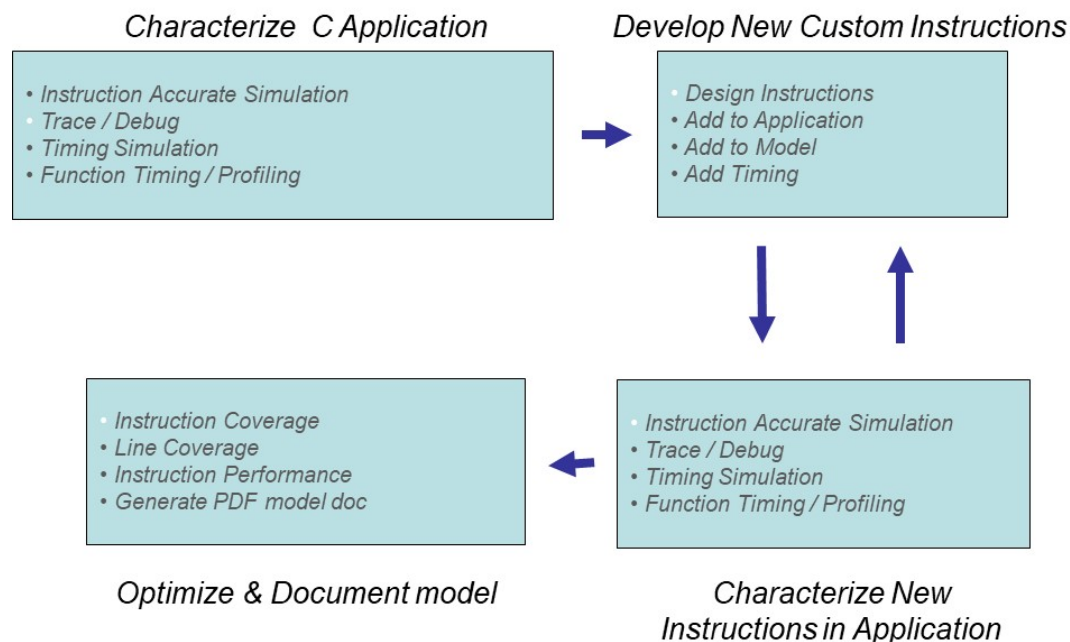 Characterize C Application
• Instruction Accurate Simulation
• Trace / Debug
• Timing Simulation
• Function Timing / Profiling
Develop New Custom Instructions
• Design Instructions
• Add to Application
• Add to Model
• Add Timing
• Instruction Coverage
• Line Coverage
• Instruction Performance
• Generate PDF model doc
Optimize & Document model
• Instruction Accurate Simulation
• Trace / Debug
• Timing Simulation
• Function Timing / Profiling
Characterize New
Instructions in Application